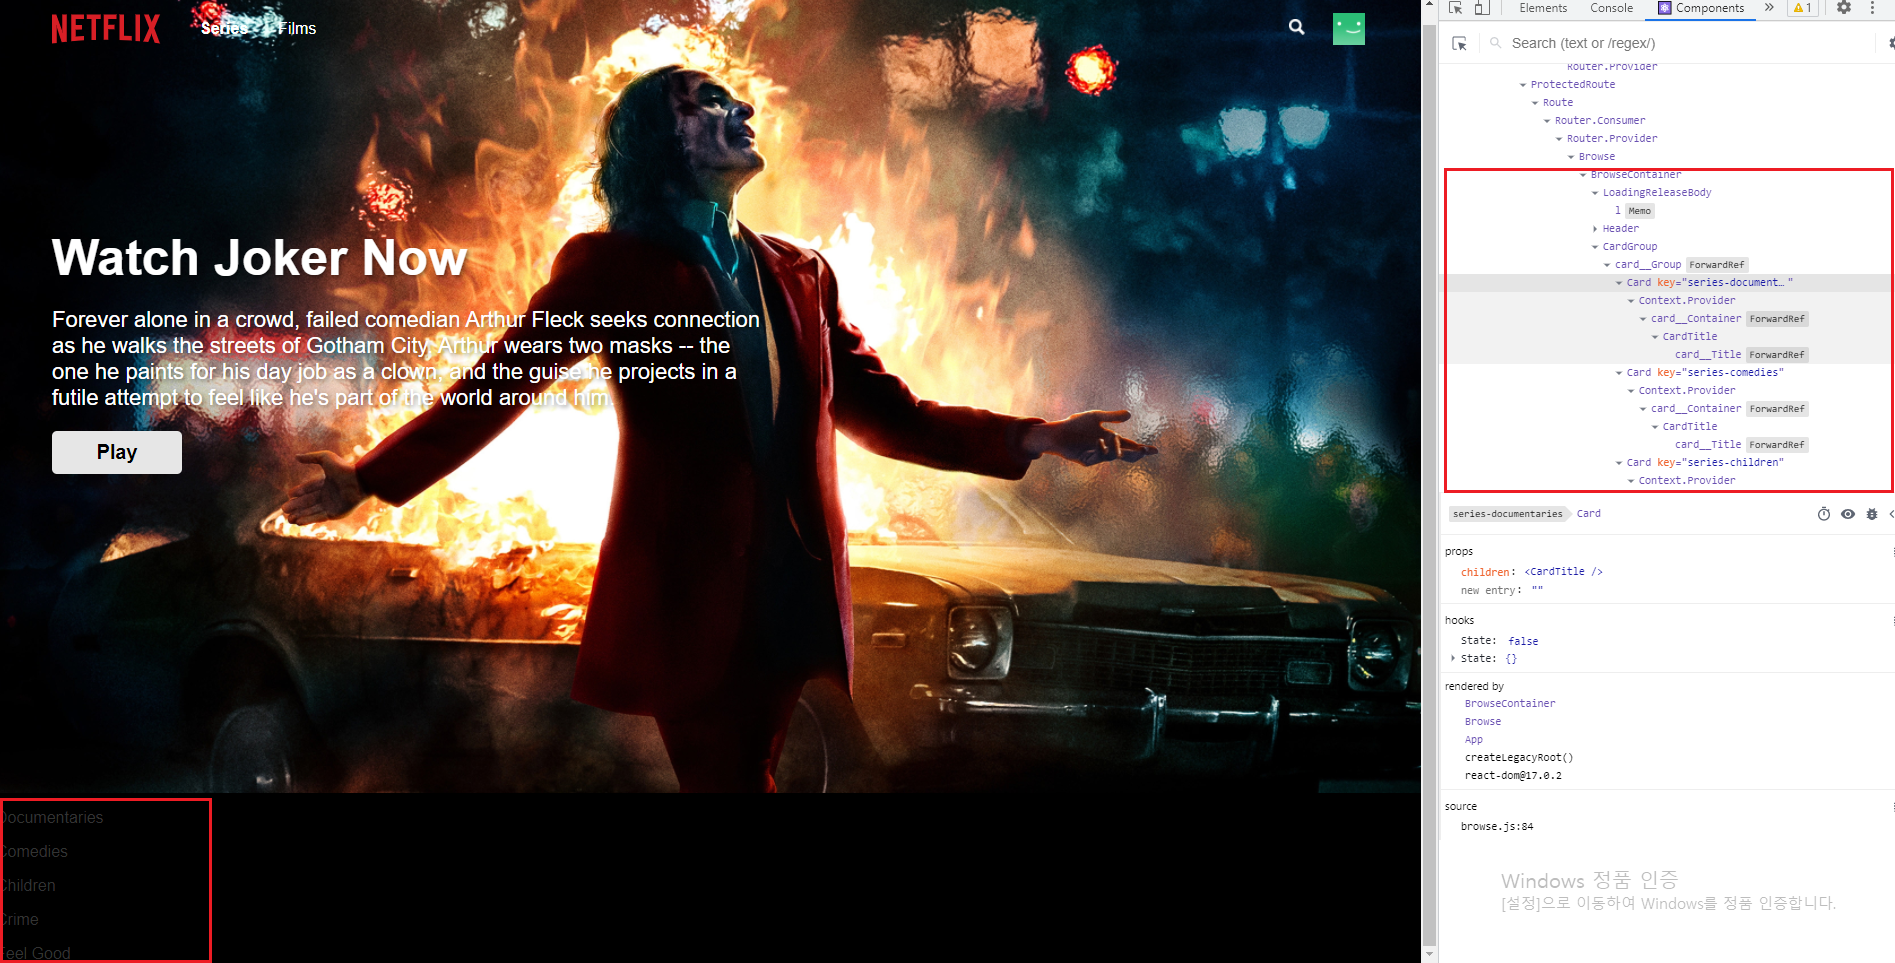 NETFLIX
Series
Films
Watch Joker Now
Forever alone in a crowd, failed comedian Arthur Fleck seeks connection
as he walks the streets of Gotham City. Arthur wears two masks -- the
one he paints for his day job as a clown, and the guise he projects in a
futile attempt to feel like he's part of the world around him.
Play
Documentaries
Comedies
Children
Crime
Feel Good
Elements Console Components » 1
Search (text or /regex/)
Router.Provider
ProtectedRoute
Route
Router.Consumer
Router.Provider
Browse
BrowseContainer
LoadingReleaseBody
l Memo
Header
CardGroup
card__Group ForwardRef
Card key="series-document… "
Context.Provider
card__Container ForwardRef
CardTitle
card__Title ForwardRef
Card key="series-comedies"
Context.Provider
card__Container ForwardRef
CardTitle
card__Title ForwardRef
Card key="series-children"
Context.Provider
series-documentaries Card
props
children: <CardTitle />
new entry: ""
hooks
State: false
State: {}
rendered by
BrowseContainer
Browse
App
createLegacyRoot()
react-dom@17.0.2
source
browse.js:84
Windows 정품 인증
[설정]으로 이동하여 Windows를 정품 인증합니다.